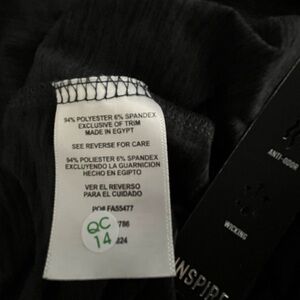 94% POLYESTER 6% SPANDEX
EXCLUSIVE OF TRIM
MADE IN EGYPT
SEE REVERSE FOR CARE
94% POLIESTER 6% SPANDEX
EXCLUYENDO LA GUARNICION
HECHO EN EGIPTO
VER EL REVERSO
PARA EL CUIDADO
PO# FA55477
786
QC
14
224
ANTI-ODOR
WICKING
INSPIRE